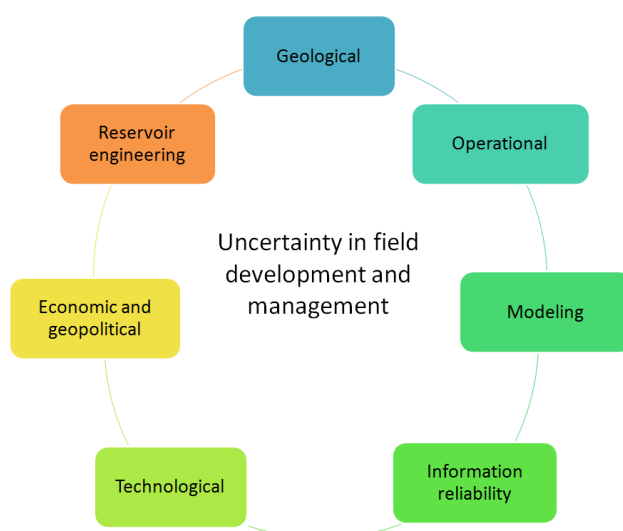 Geological
Reservoir
engineering
Operational
Uncertainty in field
development and
management
Economic and
geopolitical
Modeling
Technological
Information
reliability